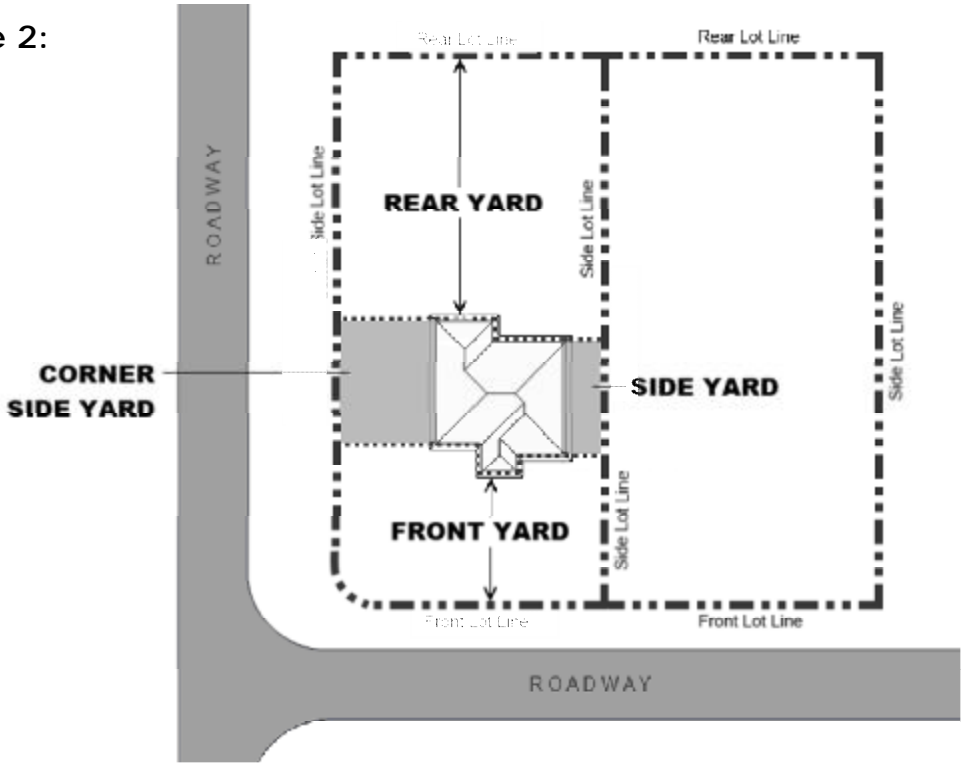 e 2:
Rear Lot Line
Rear Lot Line
ROADWAY
Side Lot Line
Side Lot Line
REAR YARD
Side Lot Line
CORNER
SIDE YARD
SIDE YARD
Side Lot Line
FRONT YARD
Front Lot Line
Front Lot Line
ROADWAY